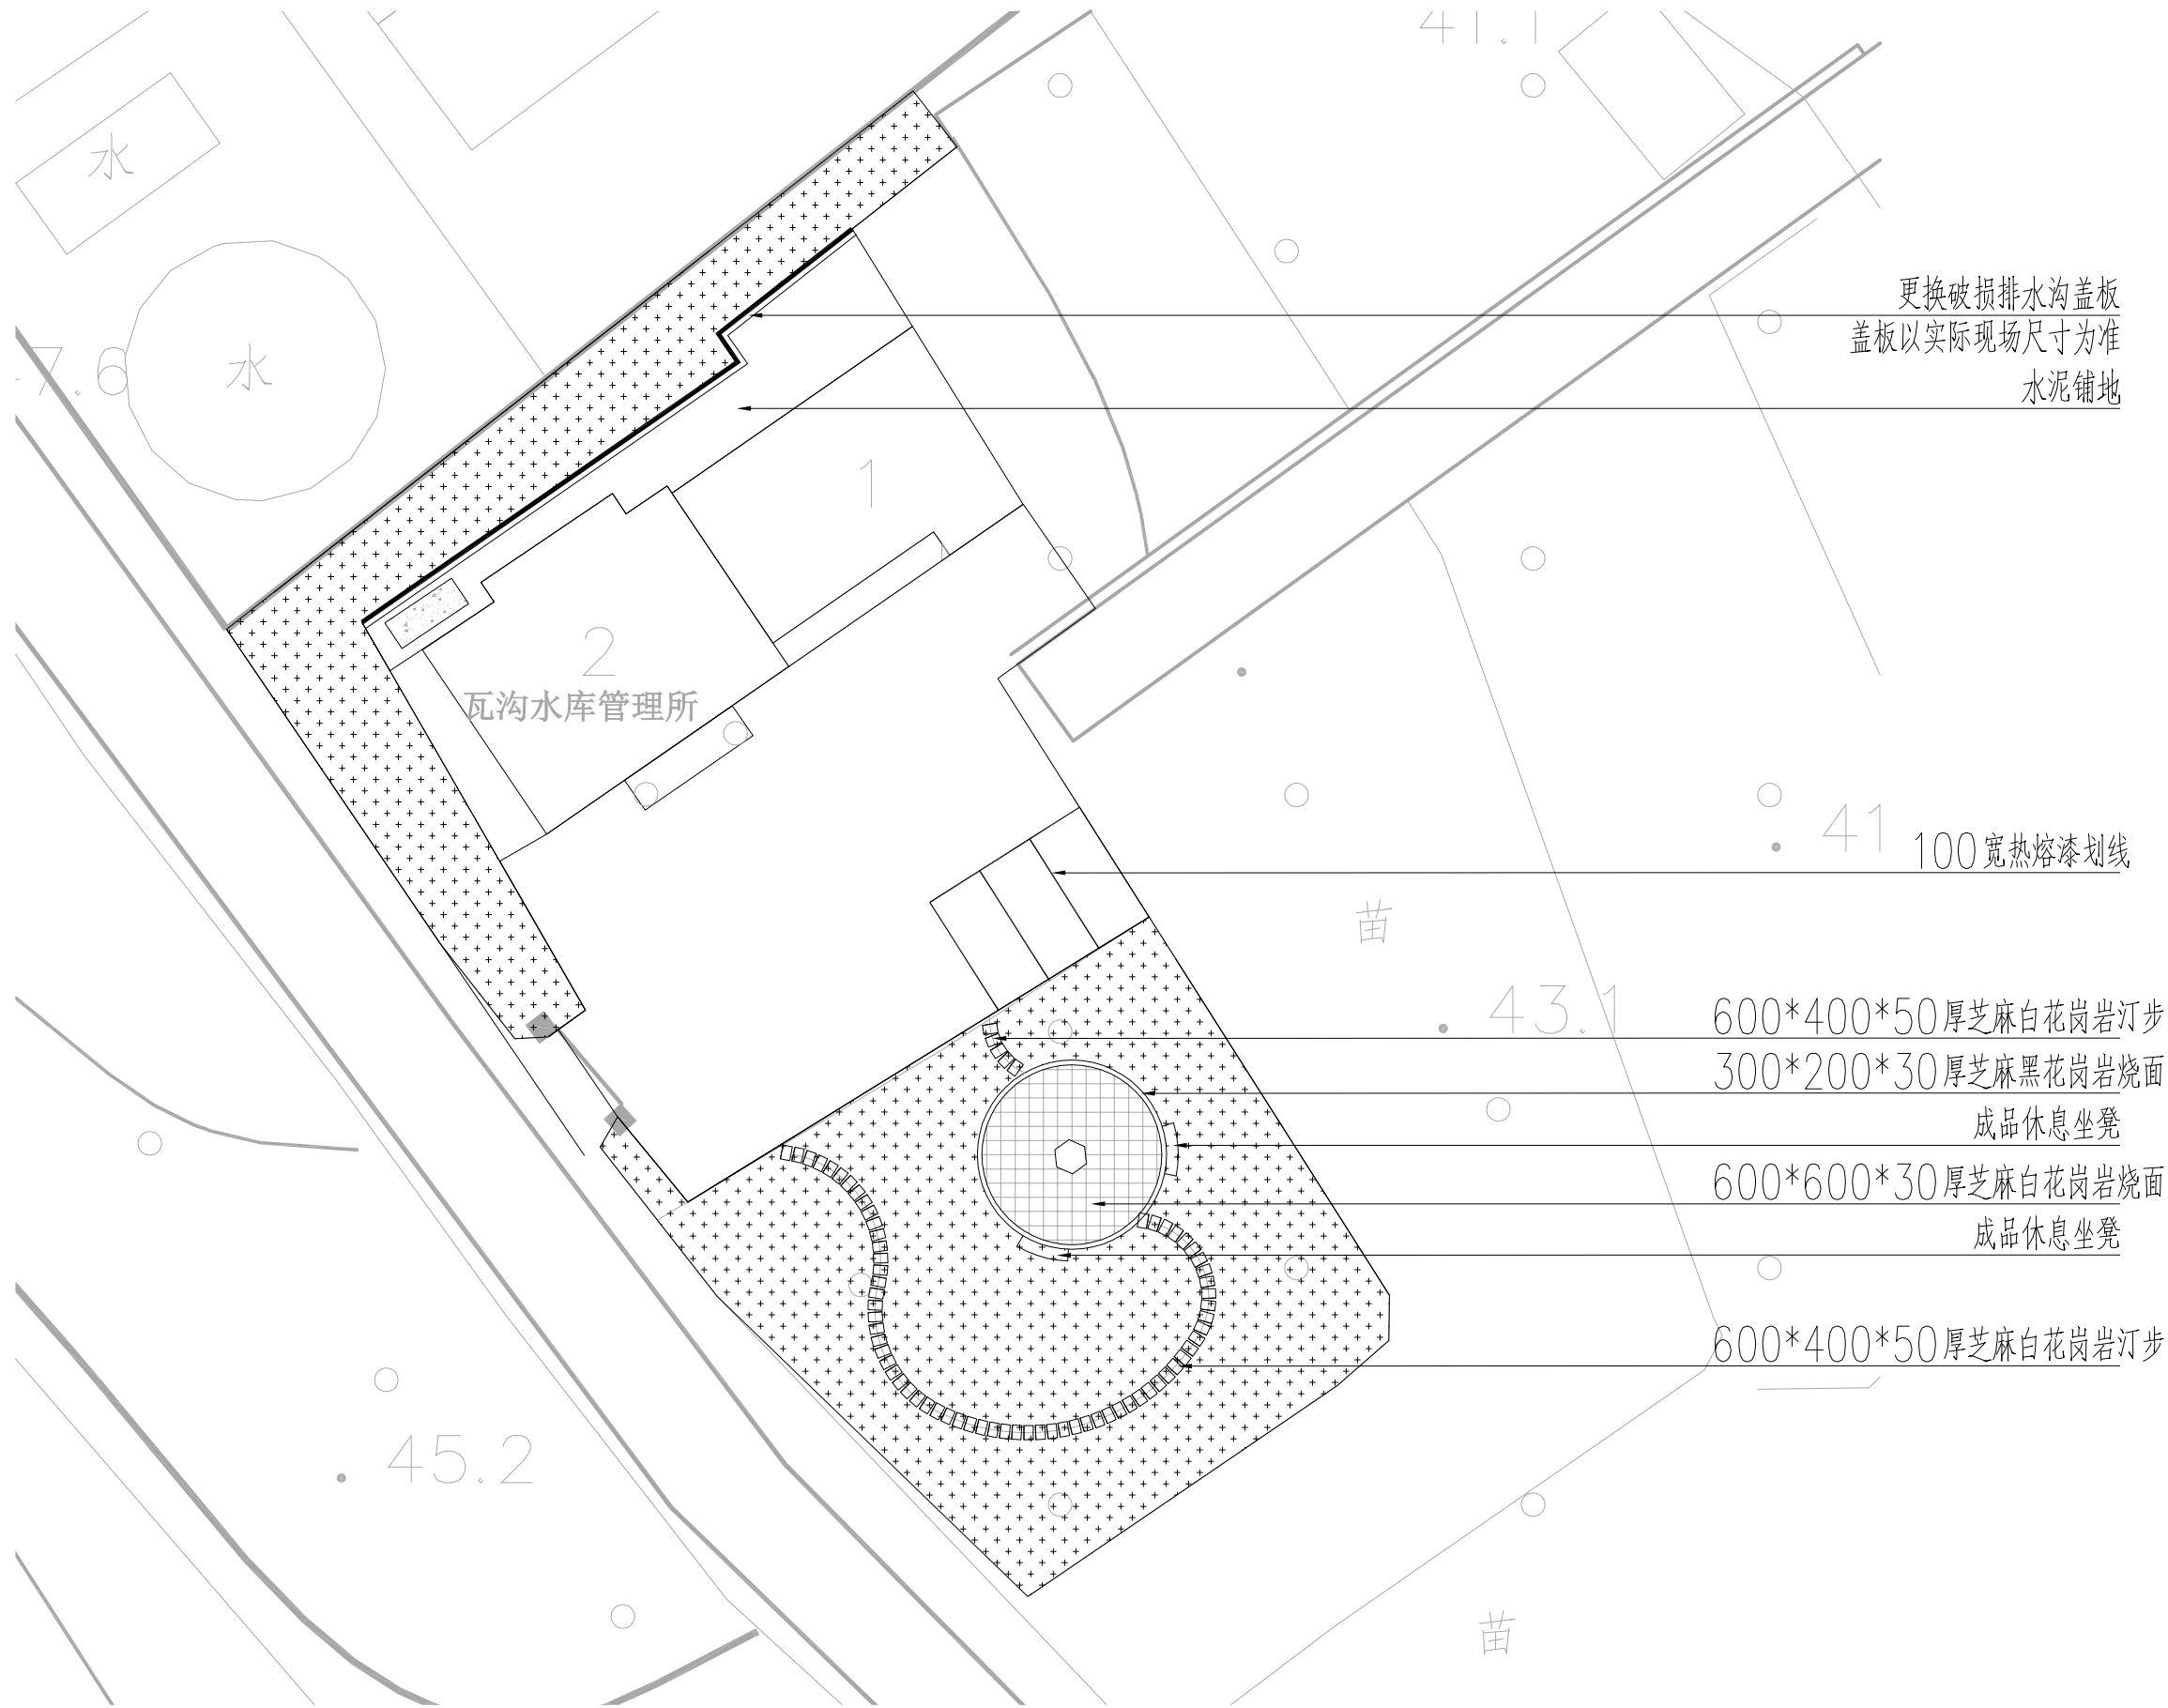 41.1
水
更换破损排水沟盖板
盖板以实际现场尺寸为准
水
水泥铺地
1
2
瓦沟水库管理所
41
100宽热熔漆划线
苗
43.1
600*400*50厚芝麻白花岗岩汀步
300*200*30厚芝麻黑花岗岩烧面
成品休息坐凳
600*600*30厚芝麻白花岗岩烧面
成品休息坐凳
600*400*50厚芝麻白花岗岩汀步
45.2
苗